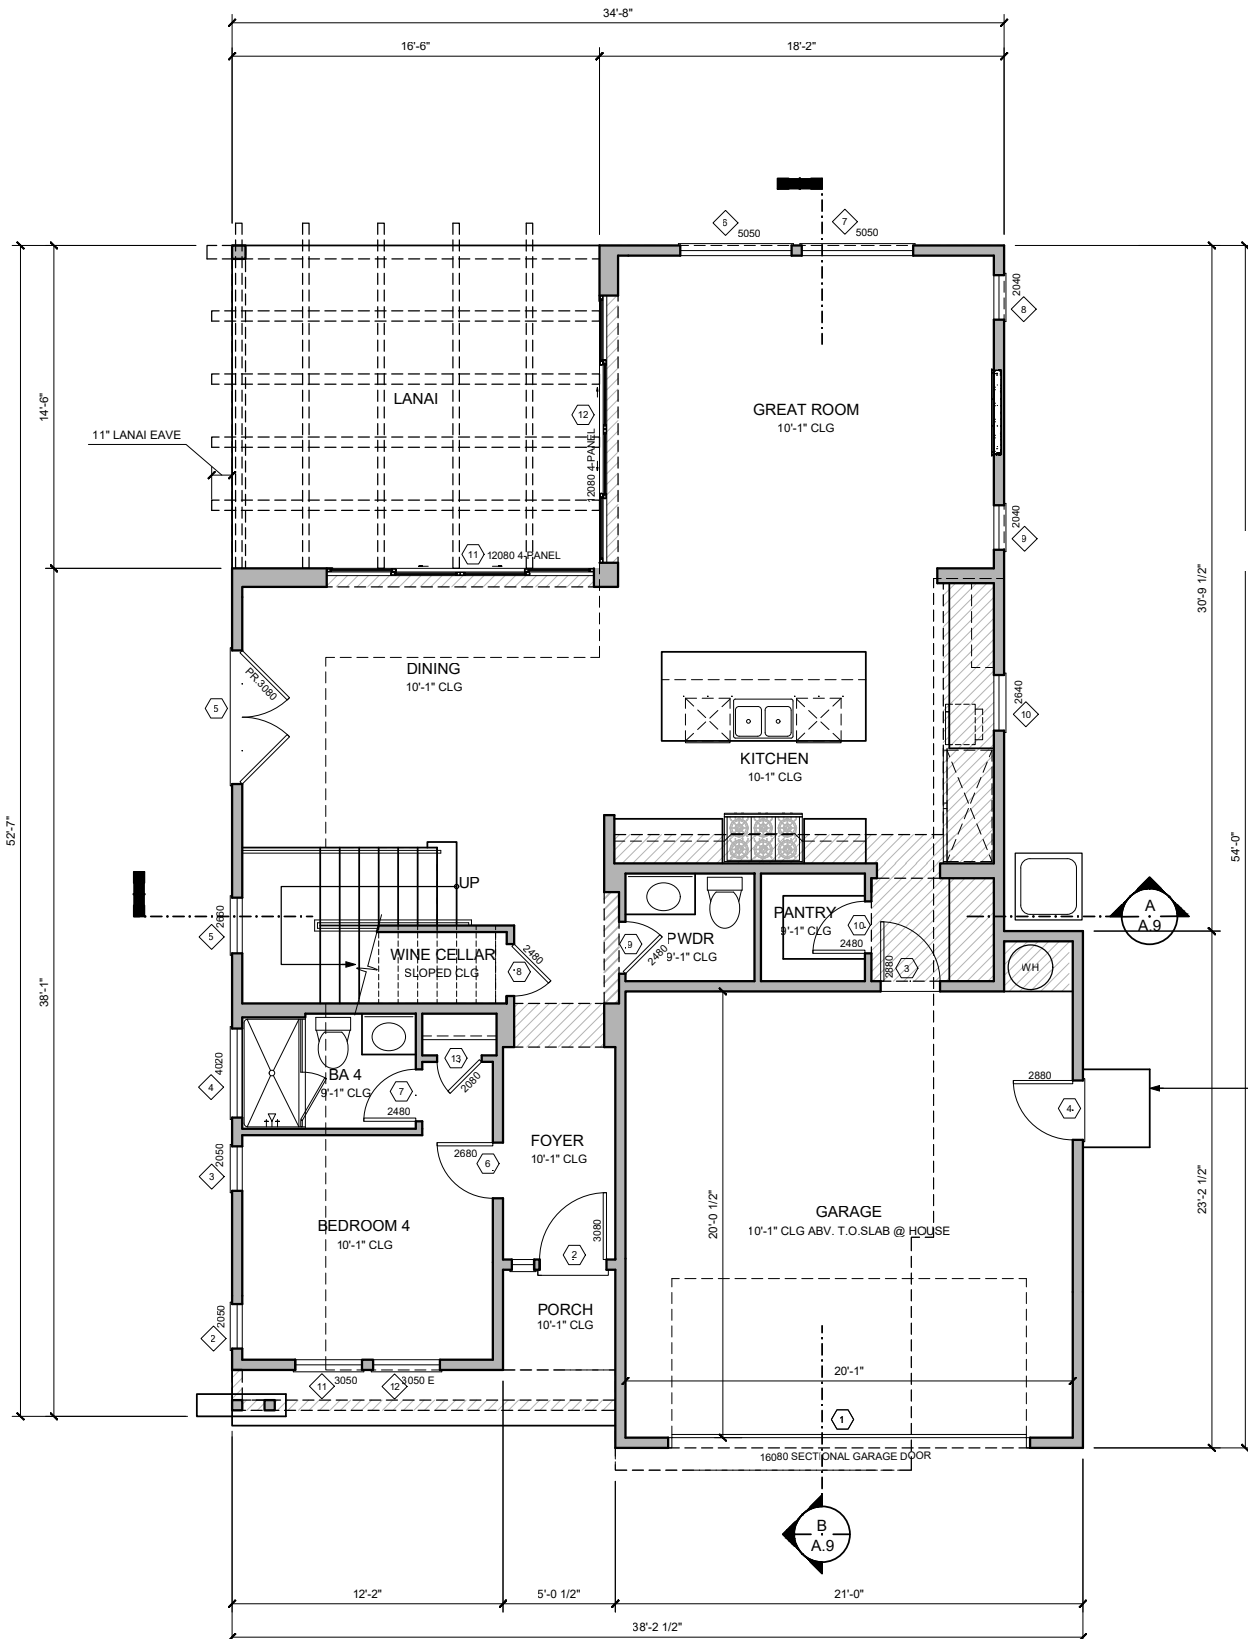 34'-8"
16'-6"
18'-2"
6
5050
7
5050
2040
8
14'-6"
LANAI
11" LANAI EAVE
12
12080 4-PANEL
GREAT ROOM
10'-1" CLG
2040
9
11
12080 4-PANEL
30'-9 1/2"
DINING
10'-1" CLG
PR.3080
5
2640
10
KITCHEN
10-1" CLG
52'-7"
54'-0"
UP
2660
5
WINE CELLAR
SLOPED CLG
2480
8
9
2480
PWDR
9'-1" CLG
PANTRY
9'-1" CLG
10
2480
2880
3
WH
A
A.9
38'-1"
4020
4
BA 4
9'-1" CLG
7
2480
13
2080
2880
4
2050
3
2680
6
FOYER
10'-1" CLG
3080
2
BEDROOM 4
10'-1" CLG
20'-0 1/2"
GARAGE
10'-1" CLG ABV. T.O.SLAB @ HOUSE
23'-2 1/2"
2050
2
PORCH
10'-1" CLG
11
3050
12
3050 E
20'-1"
1
16080 SECTIONAL GARAGE DOOR
B
A.9
12'-2"
5'-0 1/2"
21'-0"
38'-2 1/2"